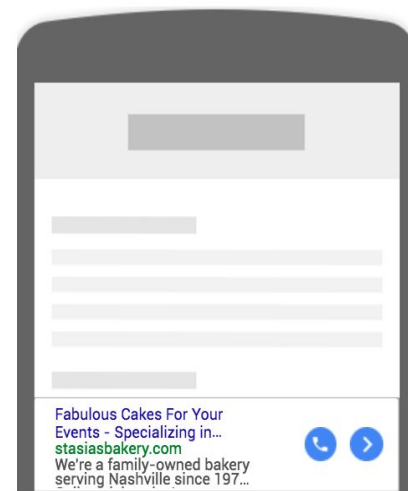 Fabulous Cakes For Your
Events - Specializing in...
stasiasbakery.com
We're a family-owned bakery
serving Nashville since 197...